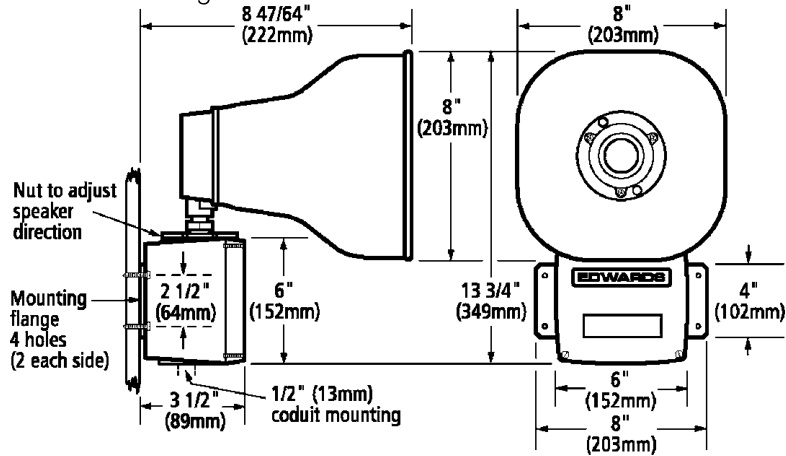 8 47/64"
(222mm)
8"
(203mm)
8"
(203mm)
Nut to adjust
speaker
direction
Mounting
flange
4 holes
(2 each side)
2 1/2"
(64mm)
6"
(152mm)
13 3/4"
(349mm)
EDWARDS
4"
(102mm)
3 1/2"
(89mm)
1/2" (13mm)
coduit mounting
6"
(152mm)
8"
(203mm)